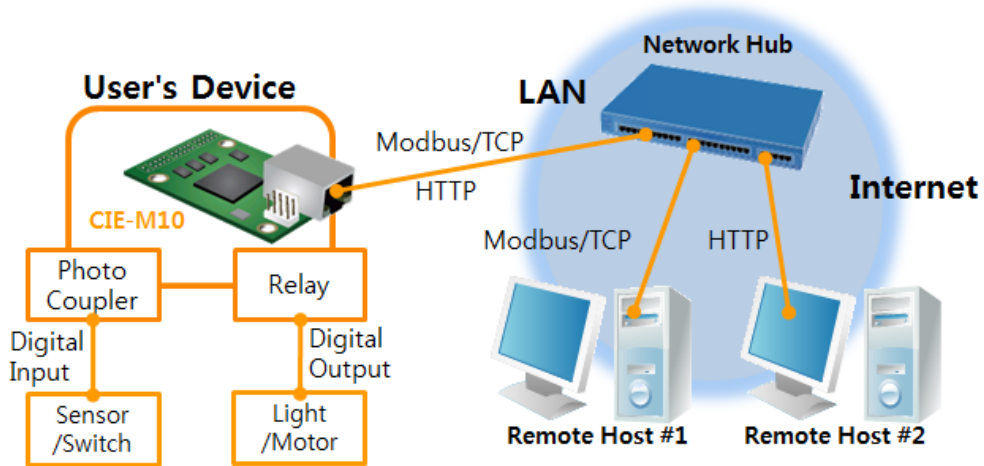 Network Hub
User's Device
LAN
Modbus/TCP
HTTP
Internet
CIE-M10
Modbus/TCP
HTTP
Photo
Coupler
Relay
Digital
Input
Digital
Output
Sensor
/Switch
Light
/Motor
Remote Host #1
Remote Host #2